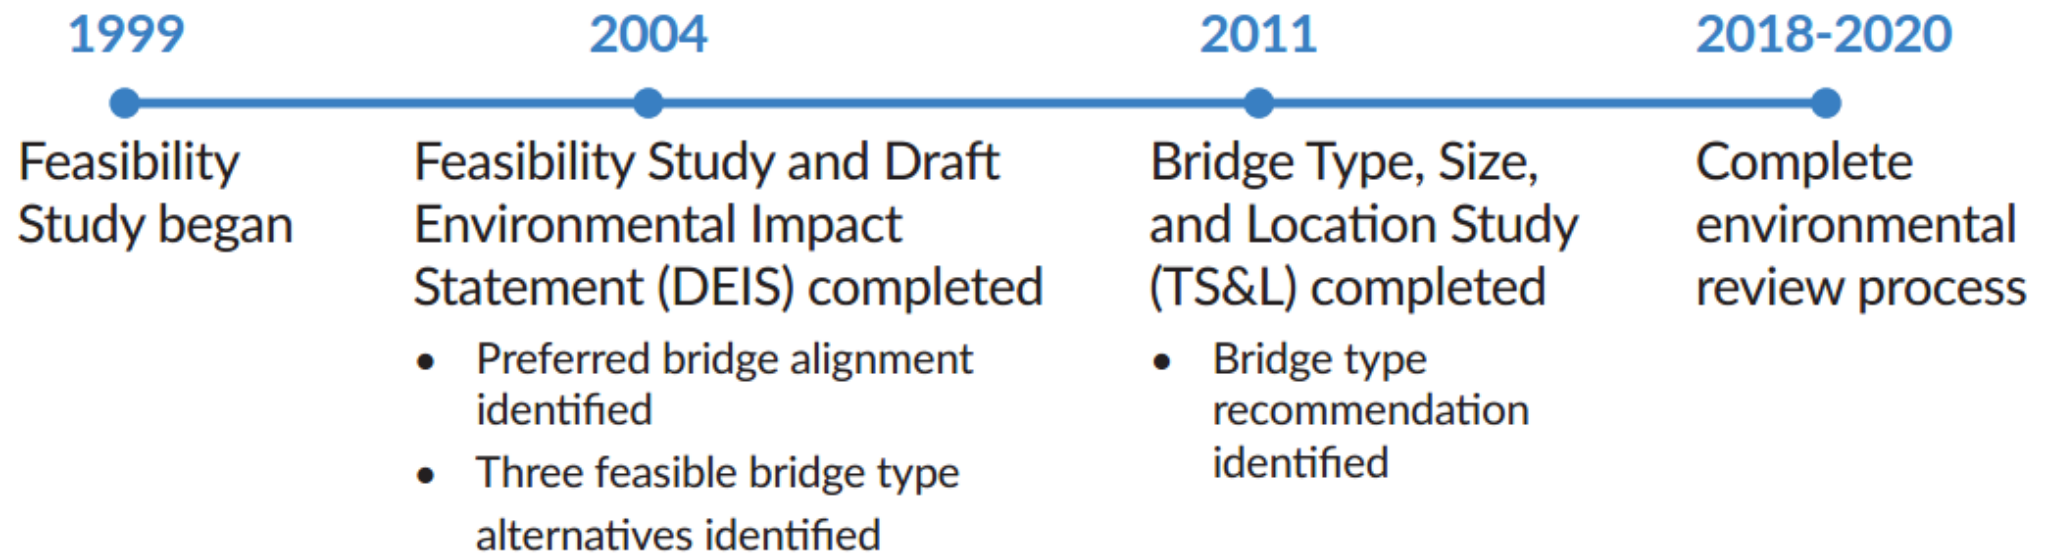 1999
Feasibility
Study began
2004
Feasibility Study and Draft
Environmental Impact
Statement (DEIS) completed
• Preferred bridge alignment
identified
• Three feasible bridge type
alternatives identified
2011
Bridge Type, Size,
and Location Study
(TS&L) completed
• Bridge type
recommendation
identified
2018-2020
Complete
environmental
review process